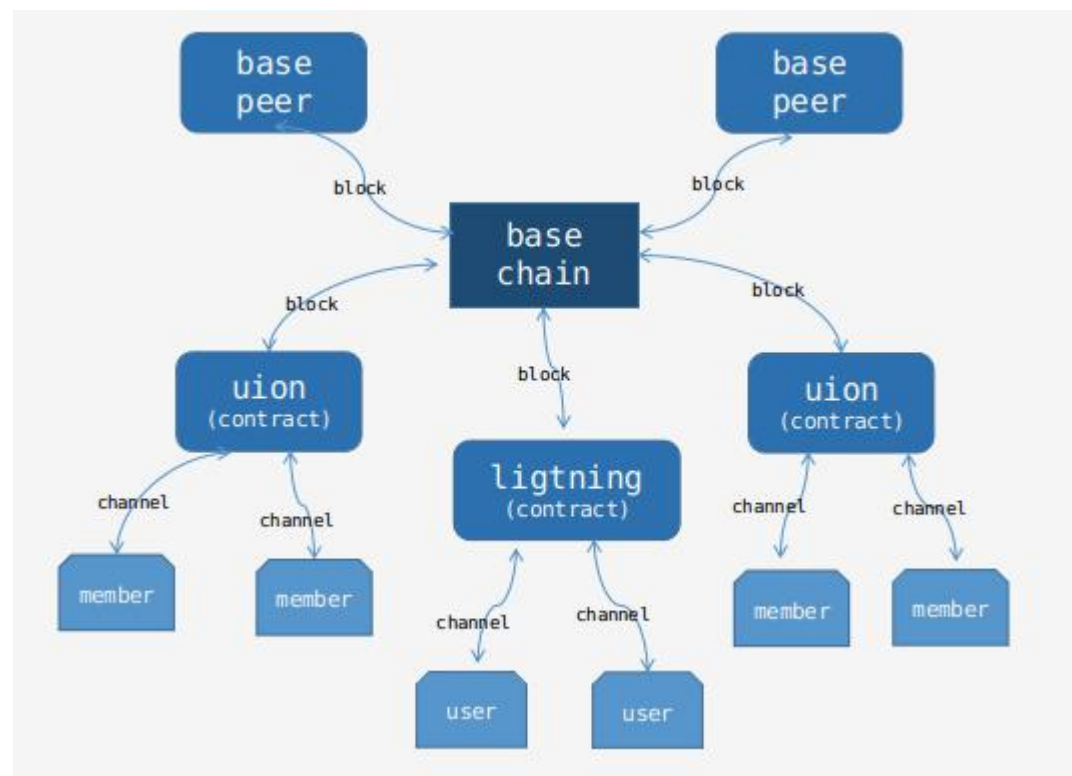 base
peer
base
peer
block
block
base
chain
block
block
block
uion
(contract)
uion
(contract)
ligtning
(contract)
channel
channel
channel
channel
member
member
member
member
channel
channel
user
user